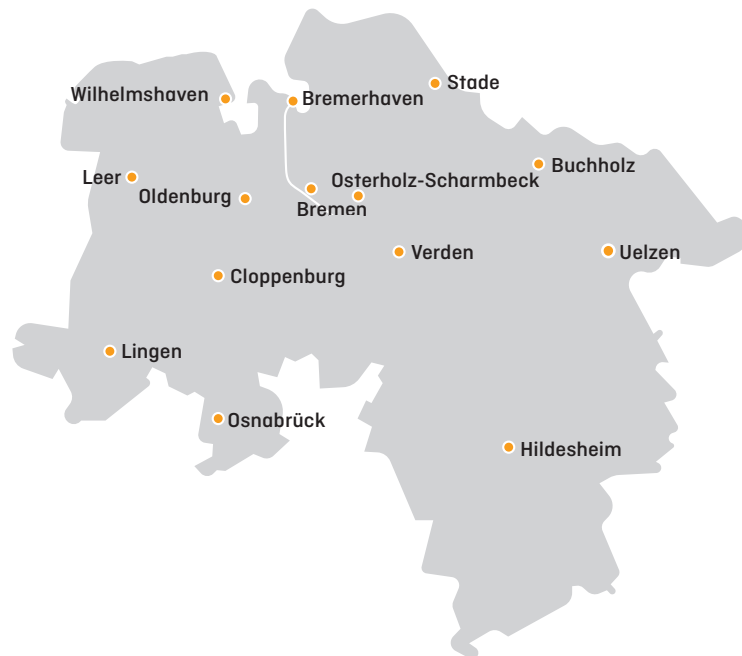 Stade
Wilhelmshaven
Bremerhaven
Buchholz
Leer
Osterholz-Scharmbeck
Oldenburg
Bremen
Verden
Uelzen
Cloppenburg
Lingen
Osnabrück
Hildesheim